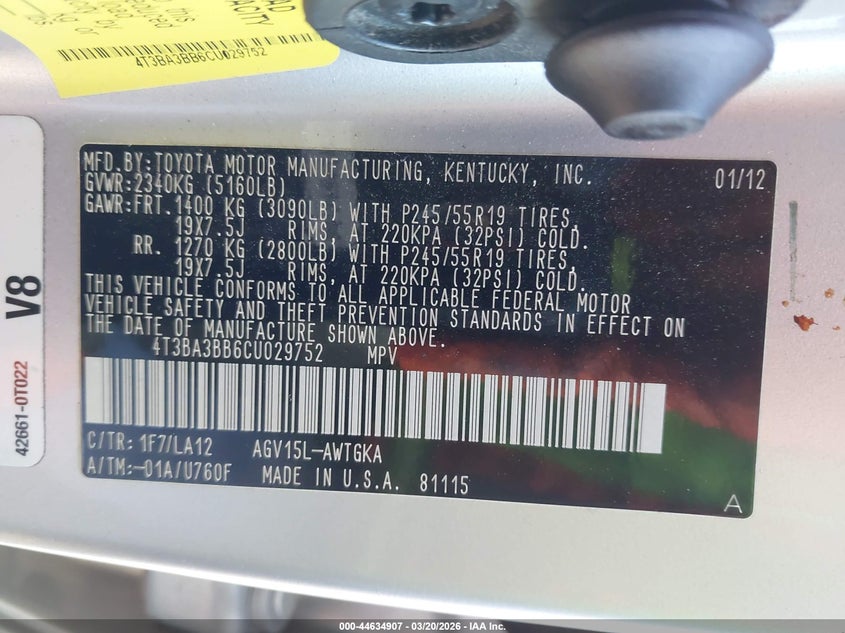 CITY
4T3BA3BB6CU029752
V8
42661-0T022
MFD.BY:TOYOTA MOTOR MANUFACTURING, KENTUCKY, INC. 01/12
GVWR:2340KG (5160LB)
GAWR:FRT.1400 KG (3090LB) WITH P245/55R19 TIRES,
19X7.5J RIMS, AT 220KPA (32PSI) COLD.
RR. 1270 KG (2800LB) WITH P245/55R19 TIRES,
19X7.5J RIMS, AT 220KPA (32PSI) COLD.
THIS VEHICLE CONFORMS TO ALL APPLICABLE FEDERAL MOTOR
VEHICLE SAFETY AND THEFT PREVENTION STANDARDS IN EFFECT ON
THE DATE OF MANUFACTURE SHOWN ABOVE.
4T3BA3BB6CU029752 MPV
C/TR: 1F7/LA12 AGV15L-AWTGKA
A/TM:-01A/U760F MADE IN U.S.A. 81115
A
000-44634907 - 03/20/2026 - IAA Inc.